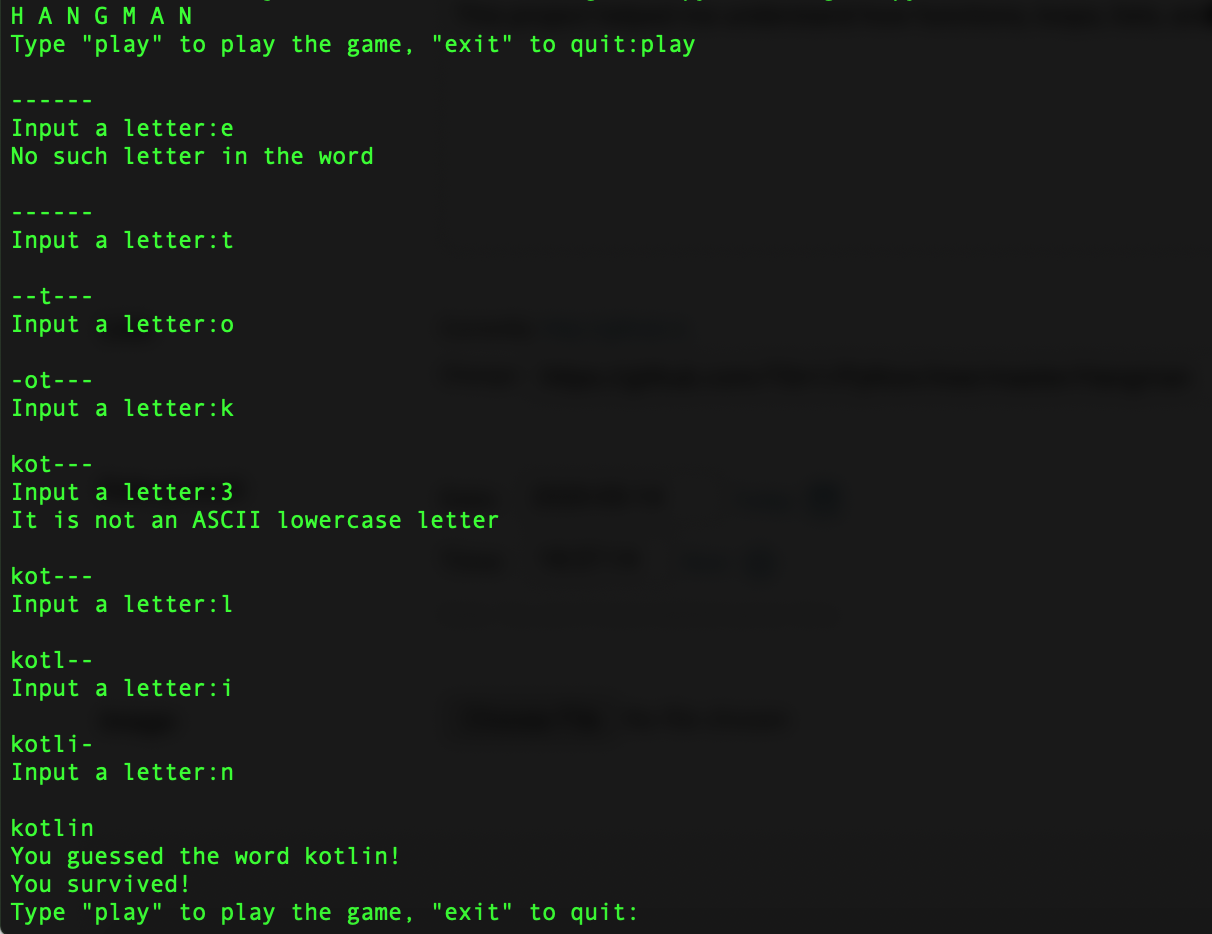 H A N G M A N
Type "play" to play the game, "exit" to quit:play
------
Input a letter:e
No such letter in the word
------
Input a letter:t
--t---
Input a letter:o
-ot---
Input a letter:k
kot---
Input a letter:3
It is not an ASCII lowercase letter
kot---
Input a letter:l
kotl--
Input a letter:i
kotli-
Input a letter:n
kotlin
You guessed the word kotlin!
You survived!
Type "play" to play the game, "exit" to quit: